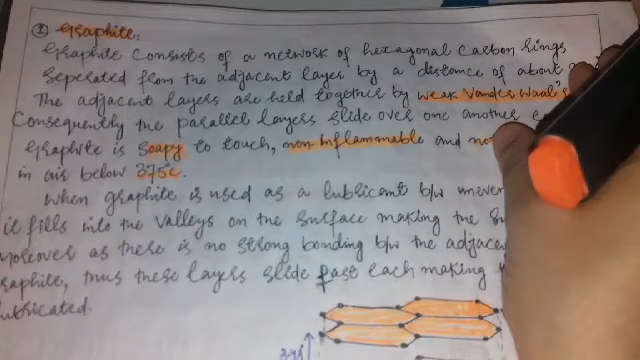 ① Graphite:
Graphite consists of a network of hexagonal carbon rings
Seperated from the adjacent layer by a distance of about
The adjacent layers are held together by weak Vander Waal's
Consequently the parallel layers slide over one another
Graphite is soapy to touch, non-inflammable and
in air below 375°C.
When graphite is used as a lubricant b/w
it fills into the valleys on the surface making the
Moreover as there is no strong bonding b/w the
graphite, thus these layers slide past each making
lubricated.